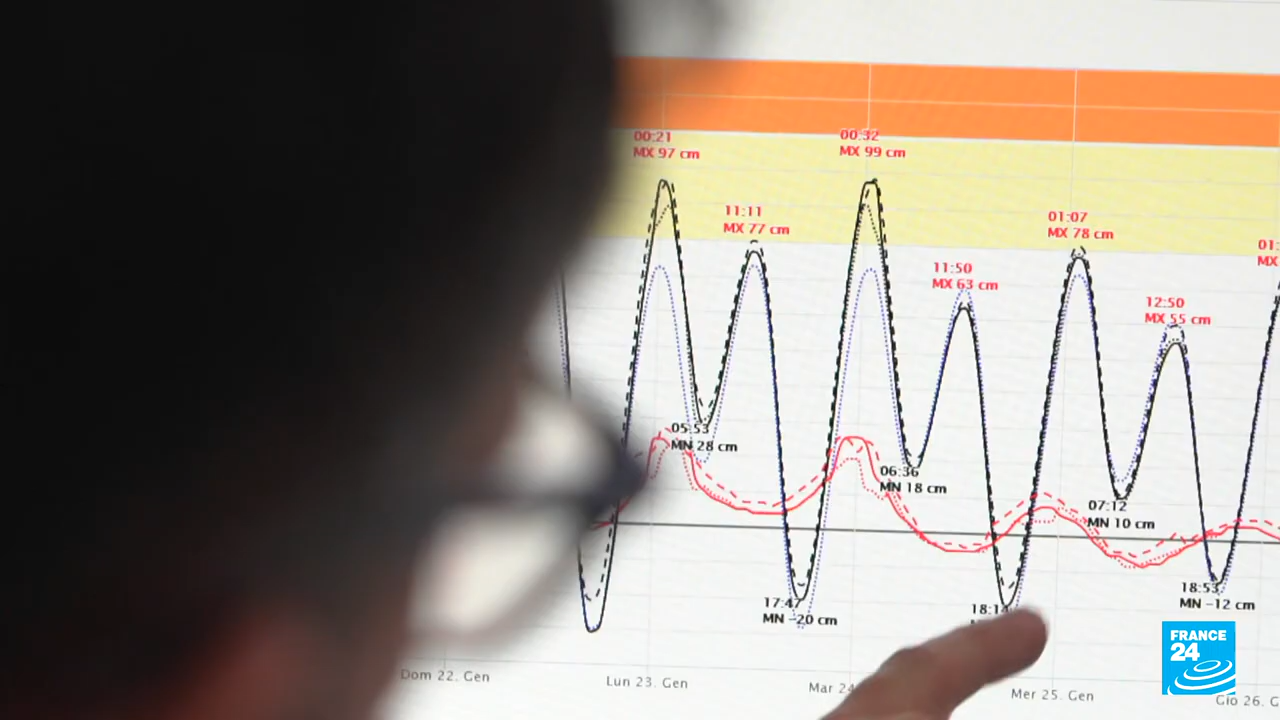 00:21
MX 97 cm
00:32
MX 99 cm
11:11
MX 77 cm
01:07
MX 78 cm
11:50
MX 63 cm
01:
MX
12:50
MX 55 cm
05:53
MN 28 cm
06:36
MN 18 cm
07:12
MN 10 cm
17:47
MN -20 cm
18:14
18:53
MN -12 cm
Dom 22. Gen
Lun 23. Gen
Mar 24
Mer 25. Gen
Gio 26. G
FRANCE
24